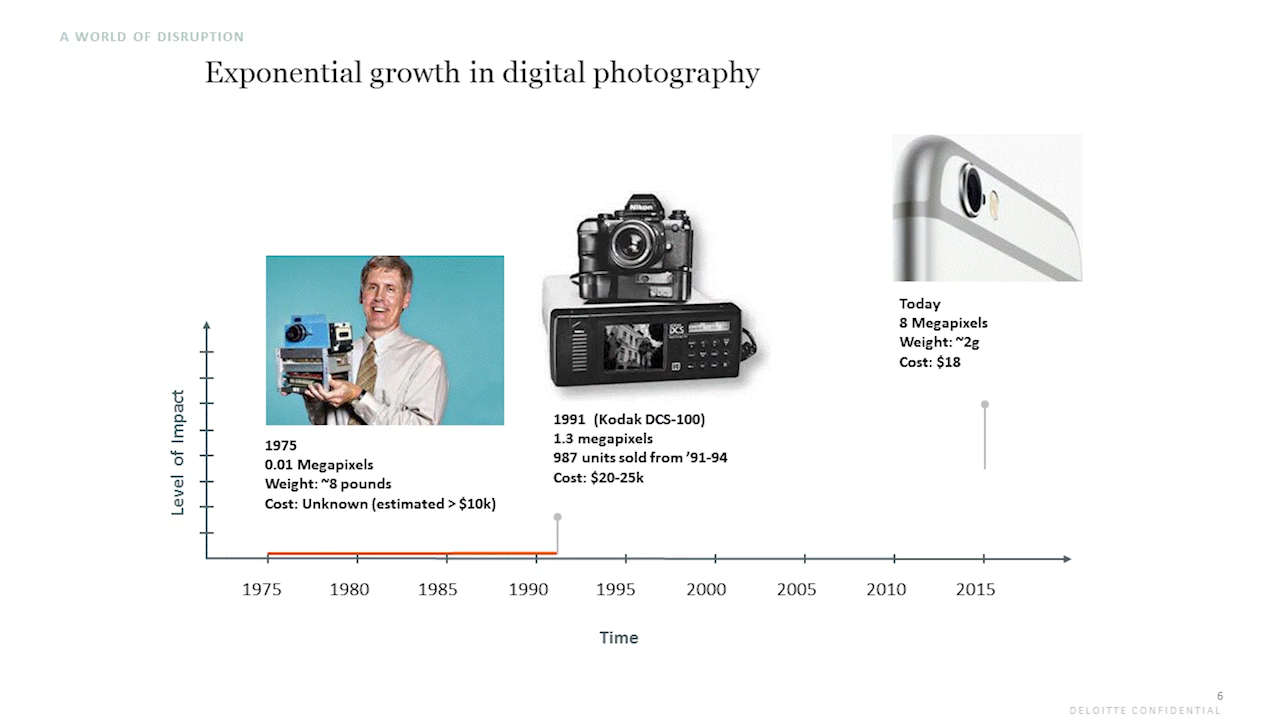 A WORLD OF DISRUPTION
Exponential growth in digital photography
Nikon
DCS
Today
8 Megapixels
Weight: ~2g
Cost: $18
1991 (Kodak DCS-100)
1.3 megapixels
987 units sold from ’91-94
Cost: $20-25k
1975
0.01 Megapixels
Weight: ~8 pounds
Cost: Unknown (estimated > $10k)
Level of Impact
1975 1980 1985 1990 1995 2000 2005 2010 2015
Time
6
DELOITTE CONFIDENTIAL